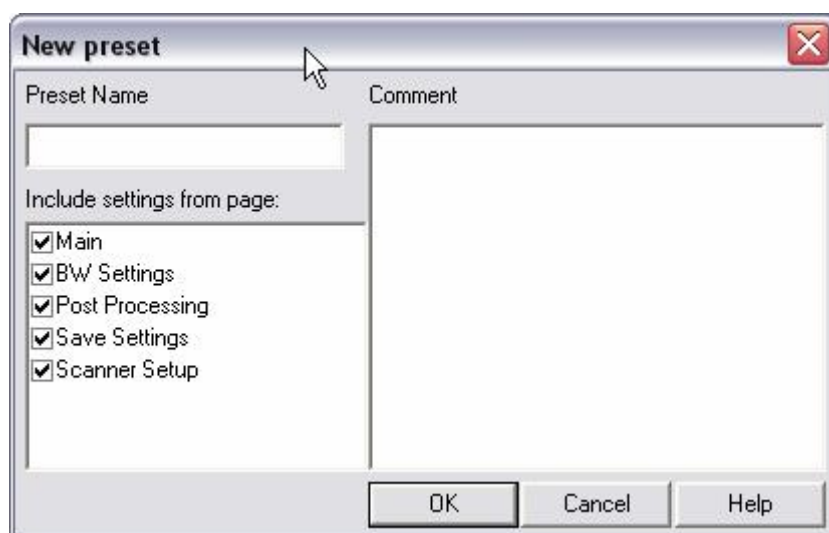 New preset
Preset Name
Comment
Include settings from page:
Main
BW Settings
Post Processing
Save Settings
Scanner Setup
OK Cancel Help